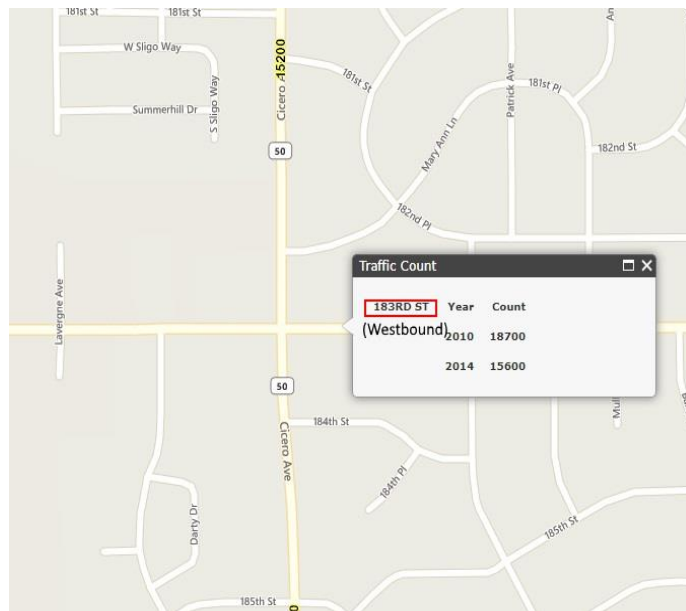 181st St
181st St
W Sligo Way
S Sligo Way
Summerhill Dr
15200
Cicero A
50
181st St
Mary Ann Ln
Patrick Ave
181st Pl
182nd St
182nd Pl
Lavergne Ave
Traffic Count
183RD ST Year Count
(Westbound) 2010 18700
2014 15600
50
Cicero Ave
184th St
184th Pl
Mull
185th St
Darty Dr
185th St